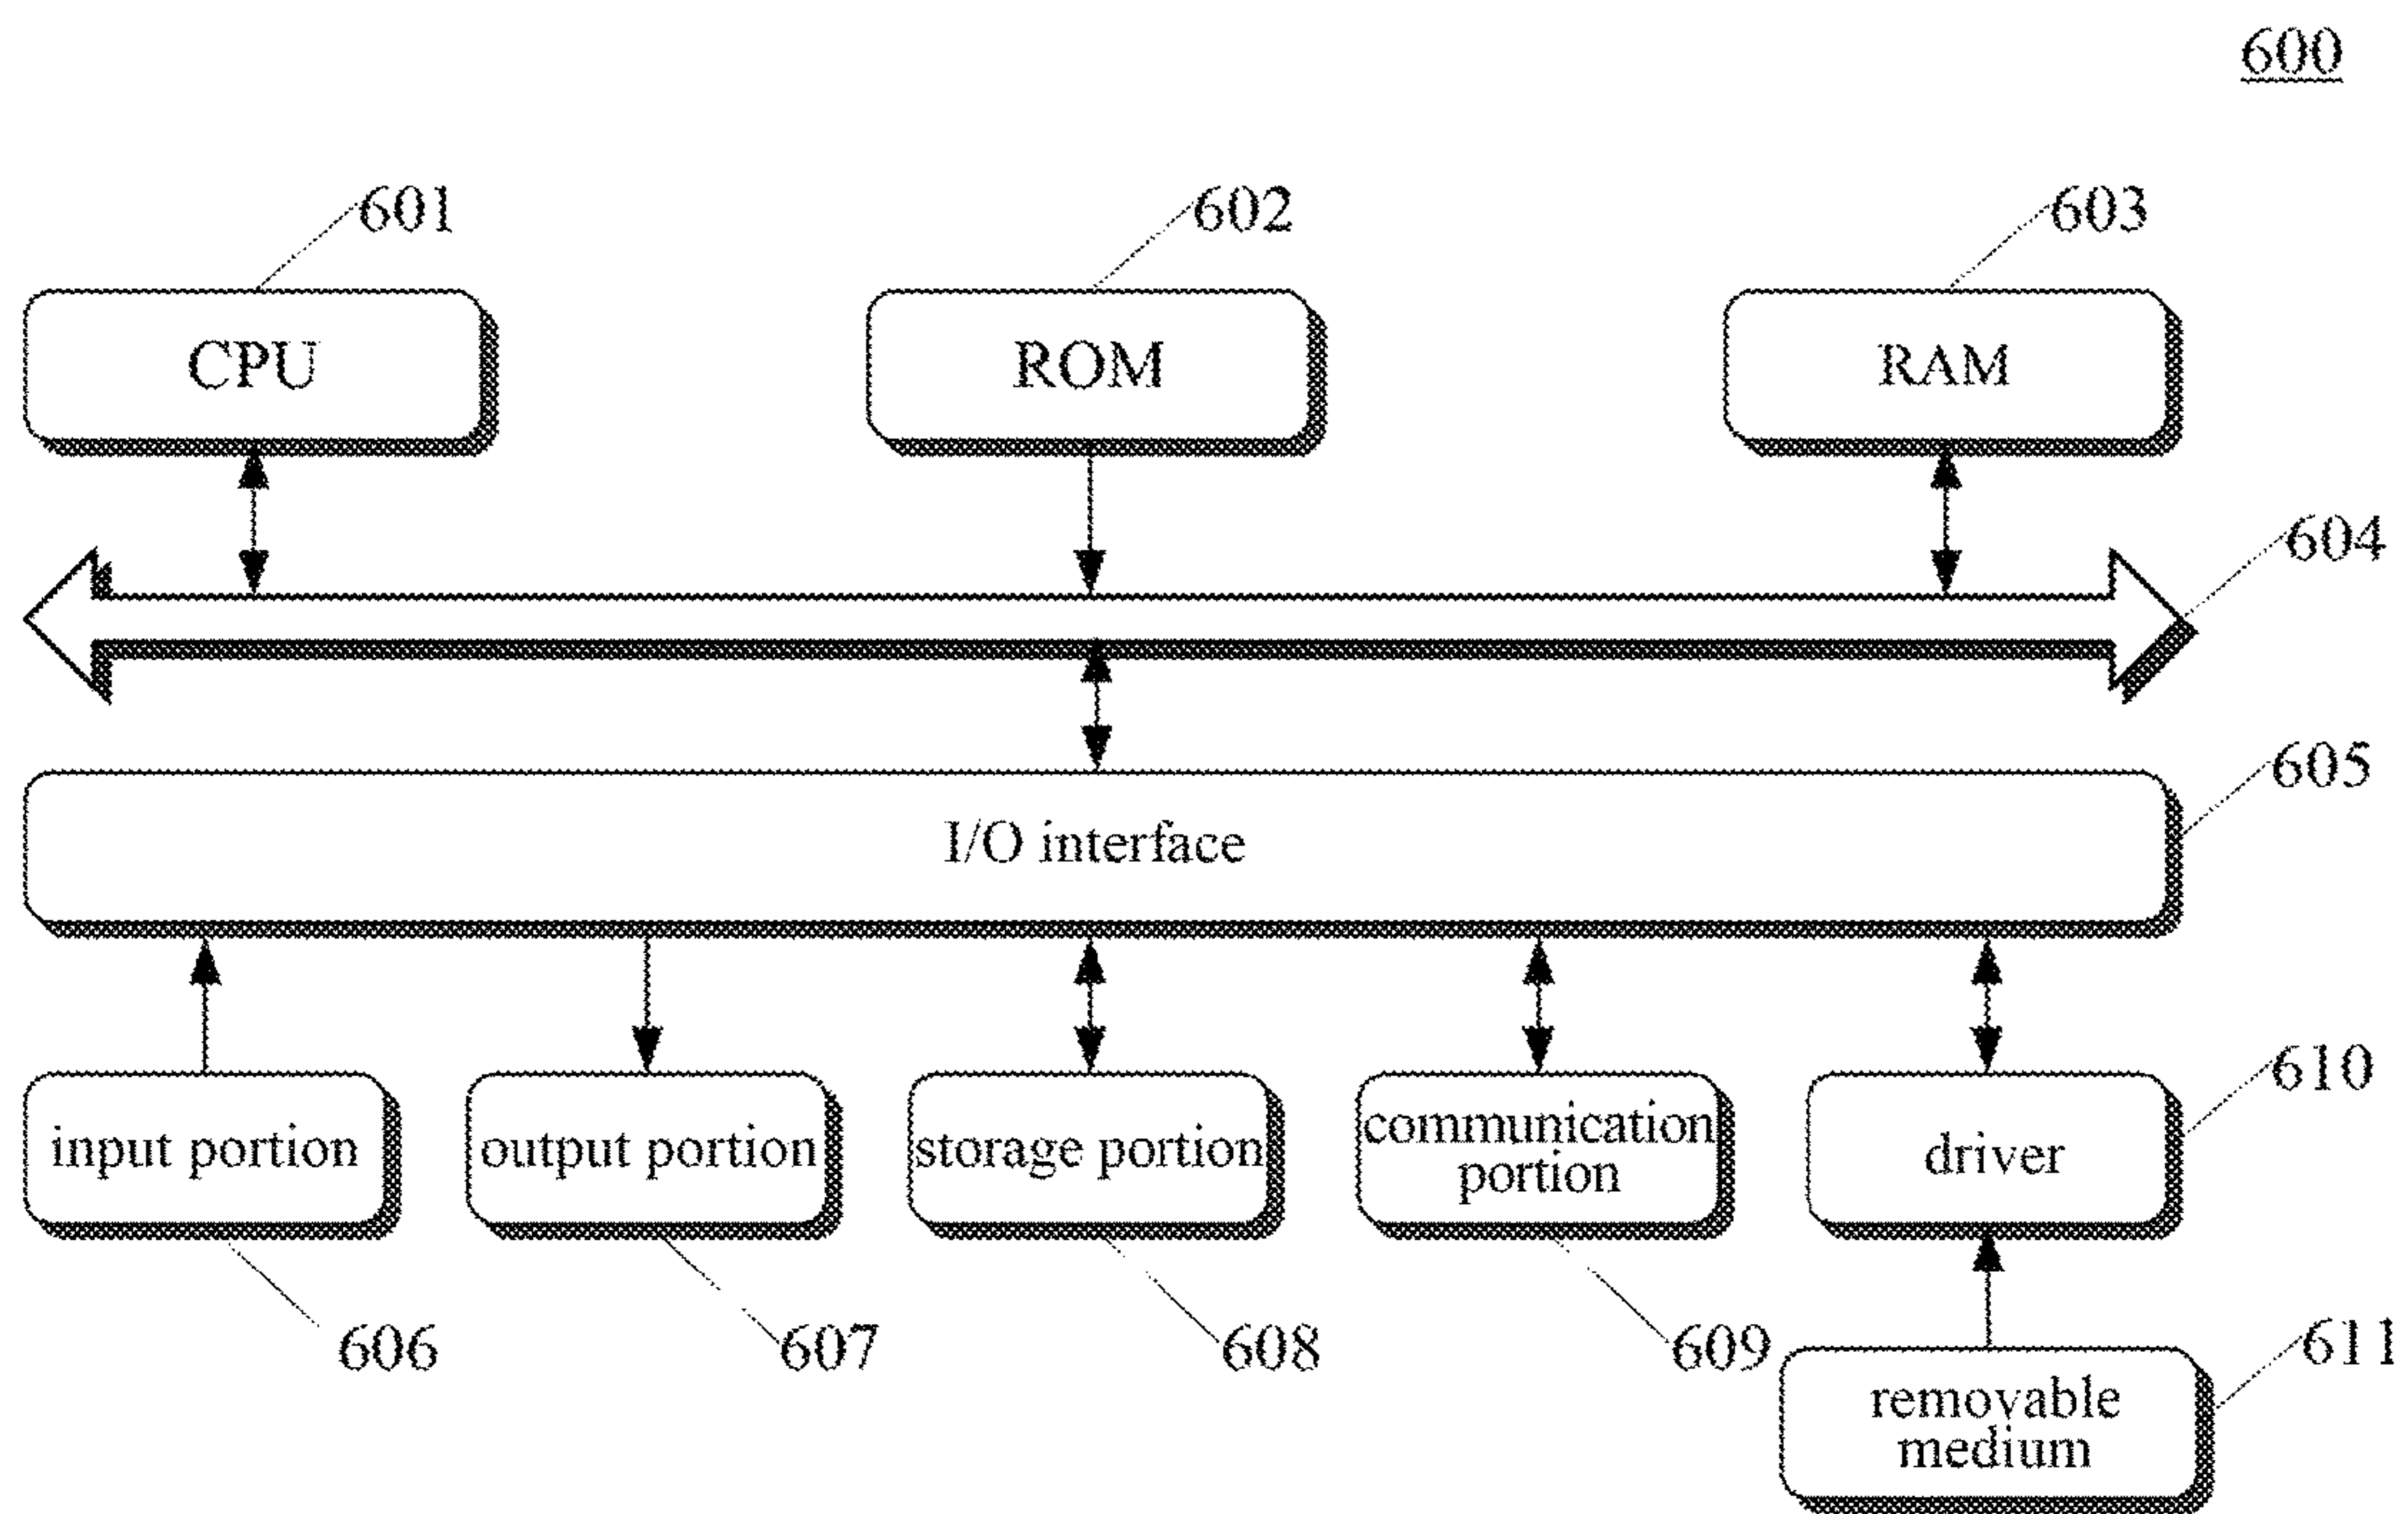 600
601
602
603
CPU
ROM
RAM
604
605
I/O interface
610
input portion
output portion
storage portion
communication
portion
driver
606
607
608
609
611
removable
medium